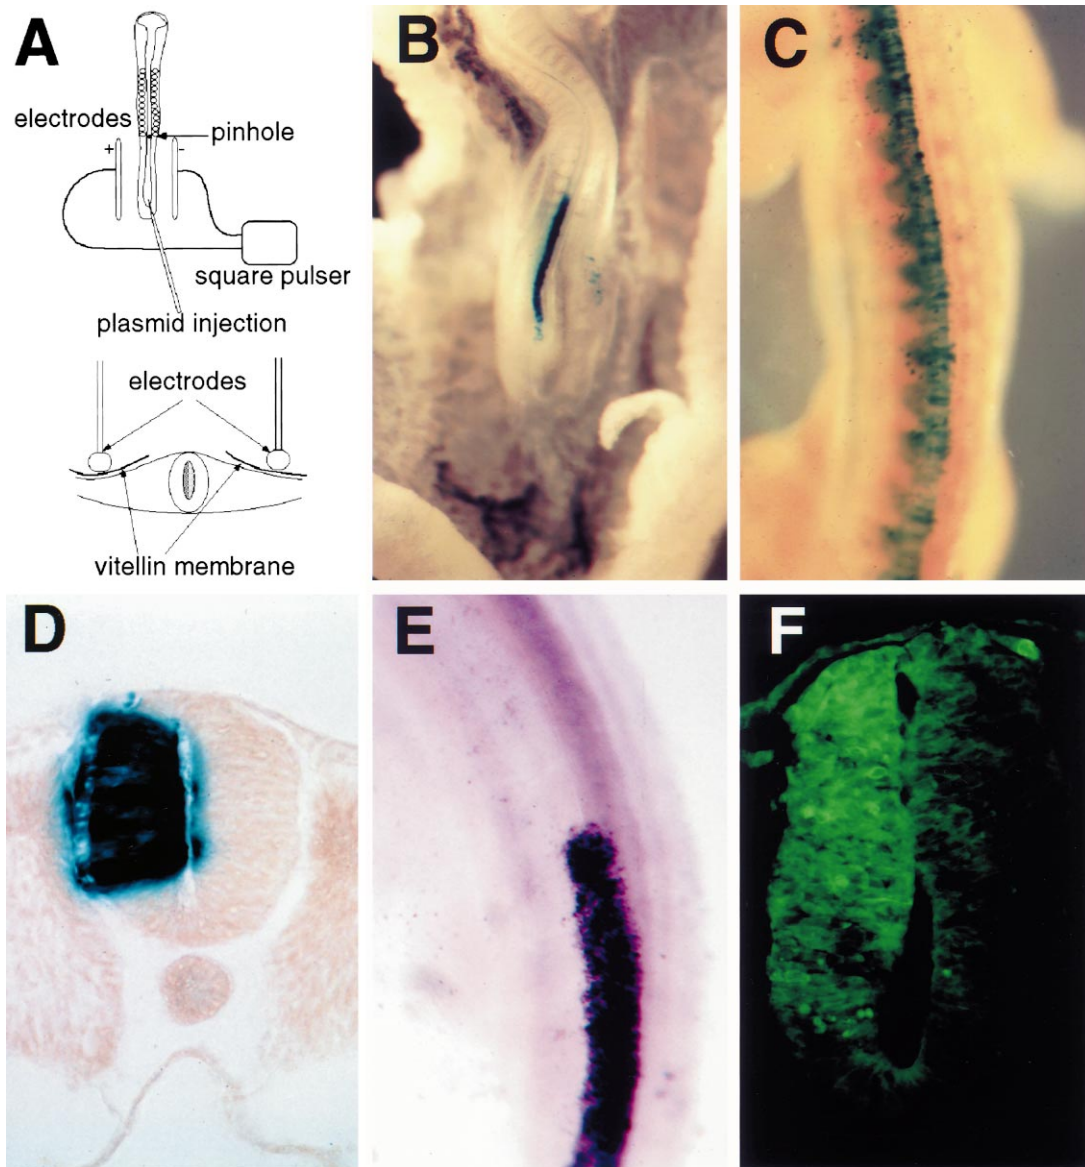 A
electrodes
pinhole
+
-
square pulser
plasmid injection
electrodes
vitellin membrane
B
C
D
E
F